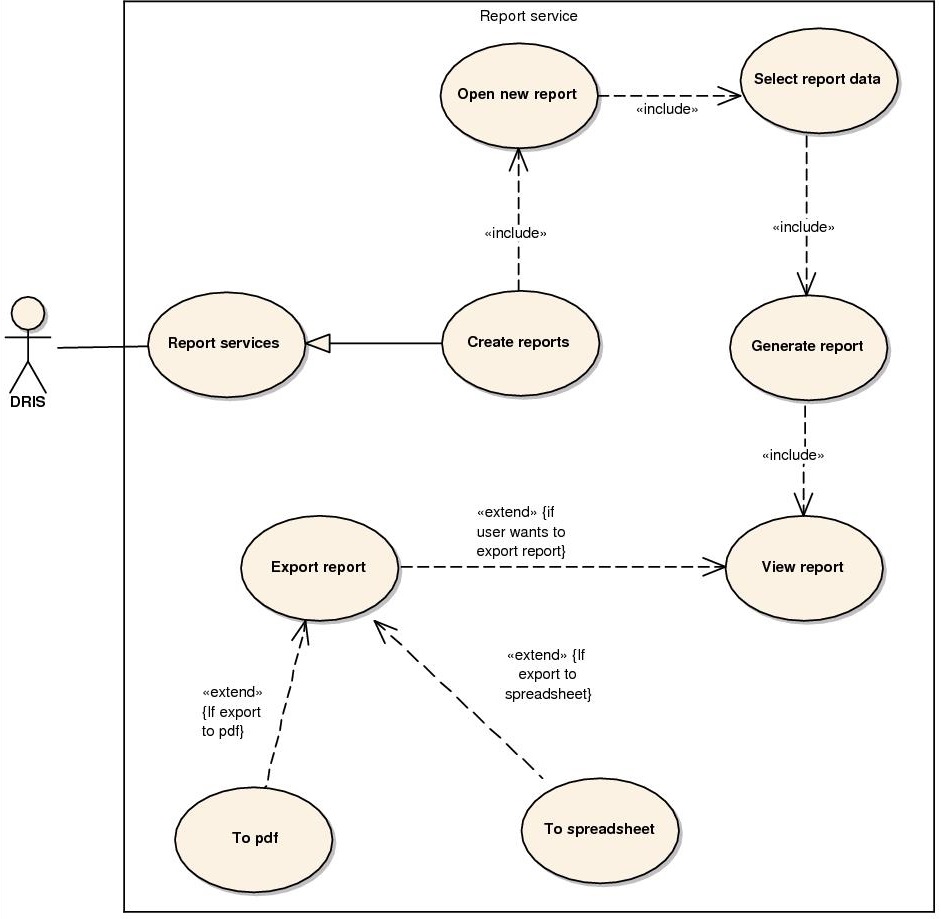 Report service
Open new report
Select report data
«include»
«include»
«include»
Report services
Create reports
Generate report
DRIS
«include»
«extend» {if
user wants to
export report}
Export report
View report
«extend» {If
export to
spreadsheet}
«extend»
{If export
to pdf}
To pdf
To spreadsheet